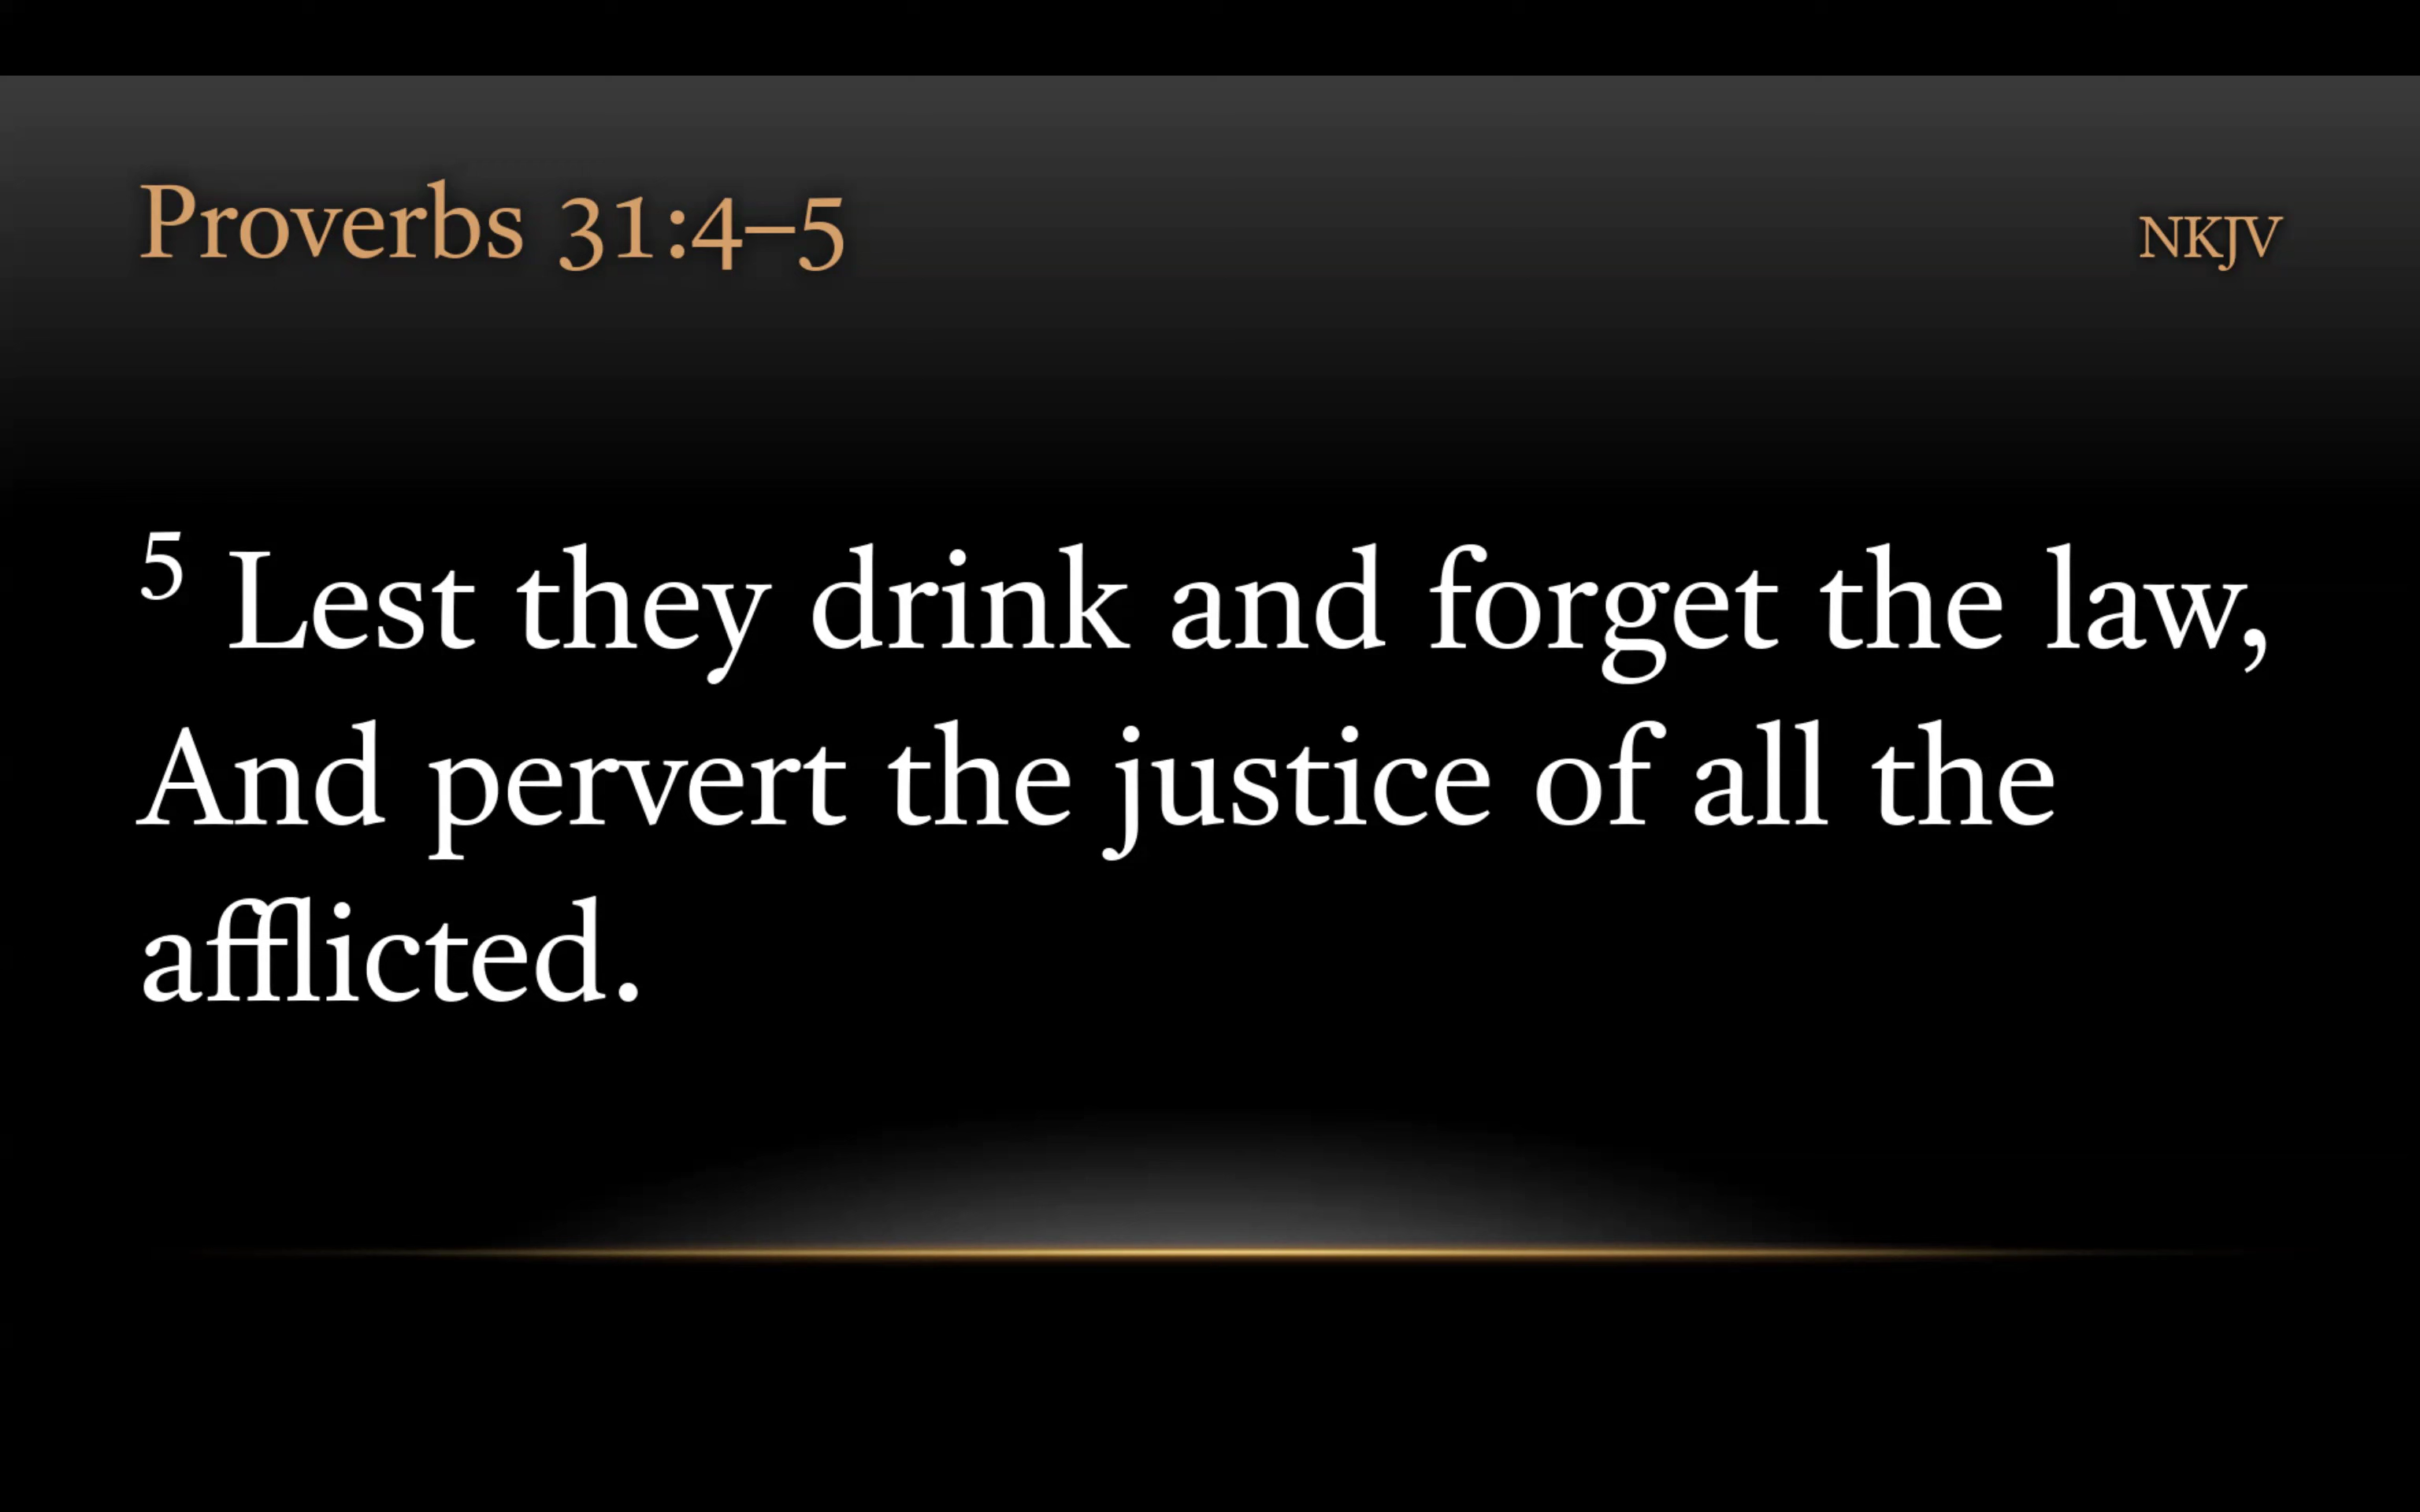 Proverbs 31:4–5 NKJV
5 Lest they drink and forget the law,
And pervert the justice of all the
afflicted.